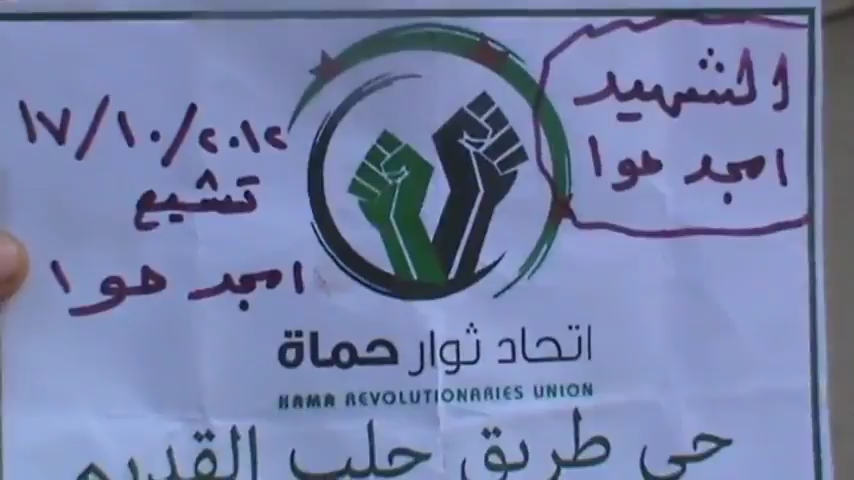 الشهيد
امجد هوا
١٧/١٠/٢٠١٢
تشيع
امجد هوا
اتحاد ثوار حماة
HAMA REVOLUTIONARIES UNION
حي طريق حلب القديم